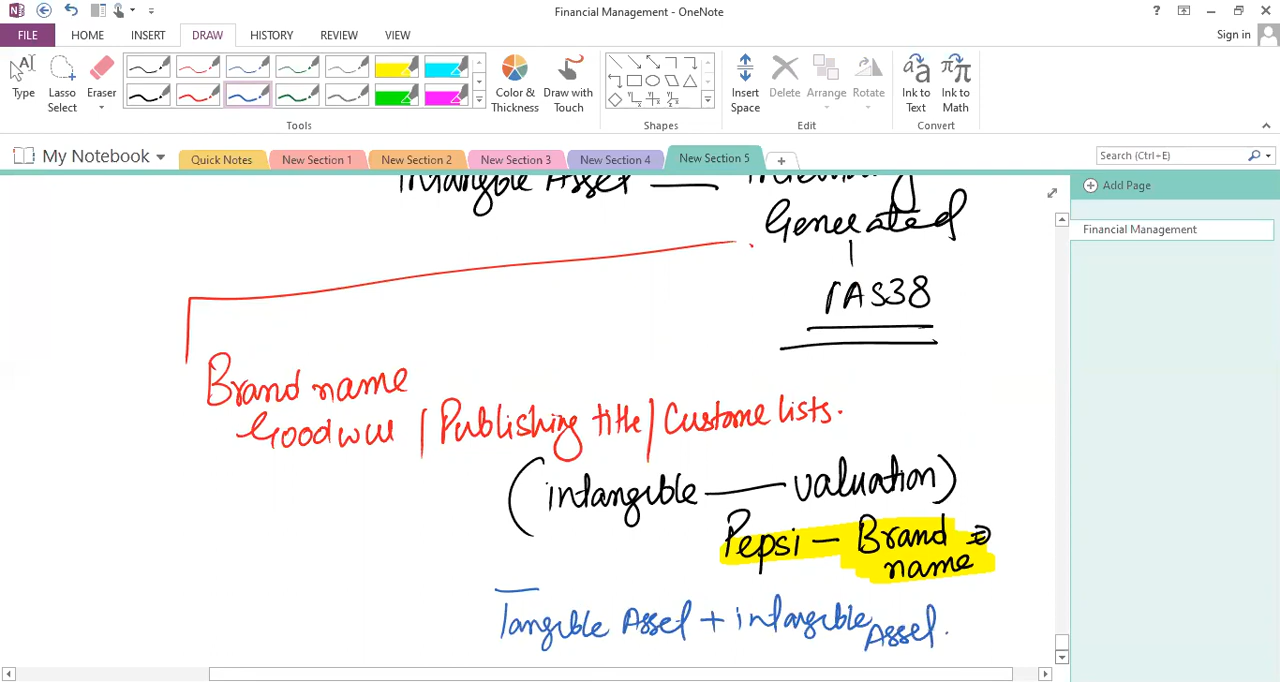 Financial Management - OneNote
FILE HOME INSERT DRAW HISTORY REVIEW VIEW Sign in
Type Lasso Select Eraser Color & Thickness Draw with Touch Insert Space Delete Arrange Rotate Ink to Text Ink to Math
Tools Shapes Edit Convert
My Notebook Quick Notes New Section 1 New Section 2 New Section 3 New Section 4 New Section 5 Search (Ctrl+E)
Add Page
Financial Management
Intangible Asset —
Generated
IAS38
Brand name
Goodwill / Publishing title / Custome lists.
(intangible — valuation)
Pepsi – Brand
name
Tangible Asset + intangible Asset.